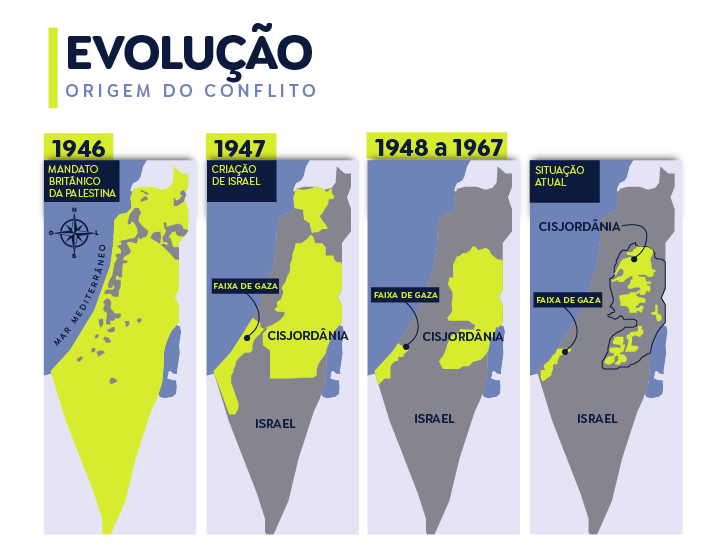 EVOLUÇÃO
ORIGEM DO CONFLITO
1946
MANDATO
BRITÂNICO
DA PALESTINA
N
O
L
S
MAR MEDITERRÂNEO
1947
CRIAÇÃO
DE ISRAEL
FAIXA DE GAZA
CISJORDÂNIA
ISRAEL
1948 a 1967
FAIXA DE GAZA
CISJORDÂNIA
ISRAEL
SITUAÇÃO
ATUAL
CISJORDÂNIA
FAIXA DE GAZA
ISRAEL